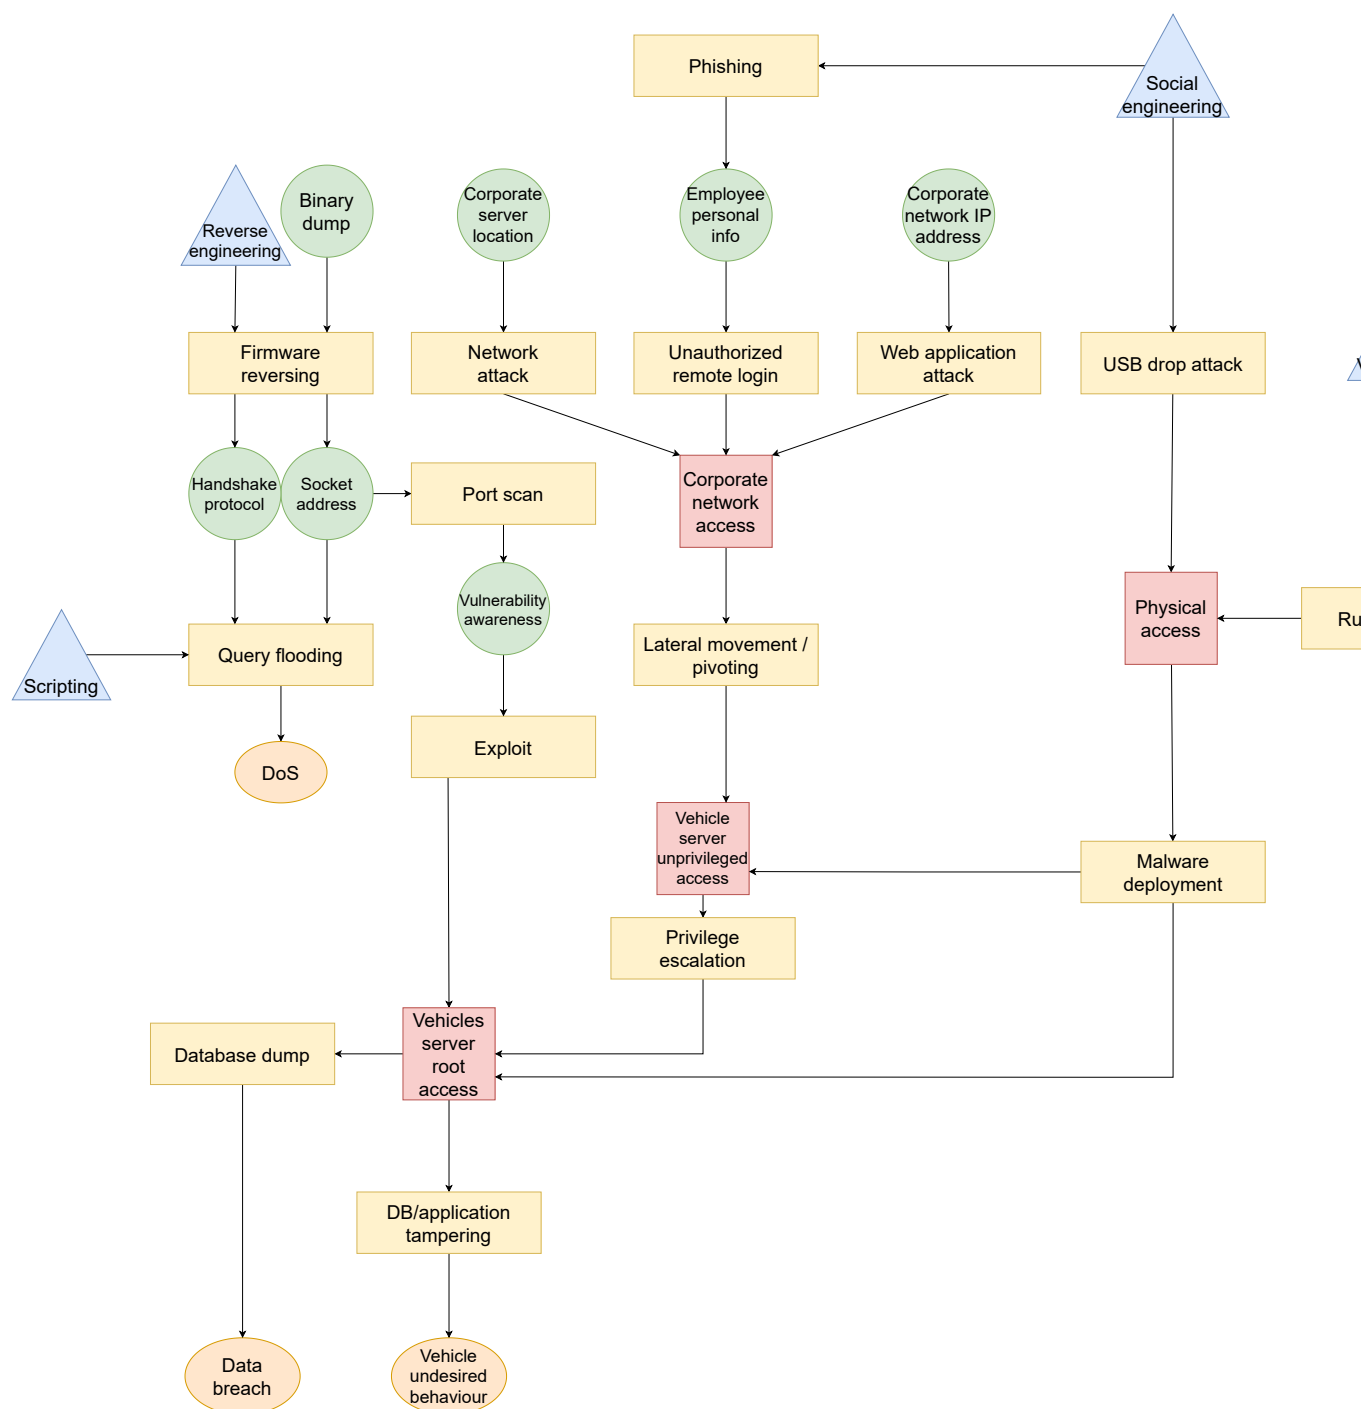 Phishing
Social
engineering
Reverse
engineering
Binary
dump
Corporate
server
location
Employee
personal
info
Corporate
network IP
address
Firmware
reversing
Network
attack
Unauthorized
remote login
Web application
attack
USB drop attack
Handshake
protocol
Socket
address
Port scan
Corporate
network
access
Vulnerability
awareness
Physical
access
Scripting
Query flooding
Lateral movement /
pivoting
Exploit
DoS
Vehicle
server
unprivileged
access
Malware
deployment
Privilege
escalation
Vehicles
server
root
access
Database dump
DB/application
tampering
Data
breach
Vehicle
undesired
behaviour